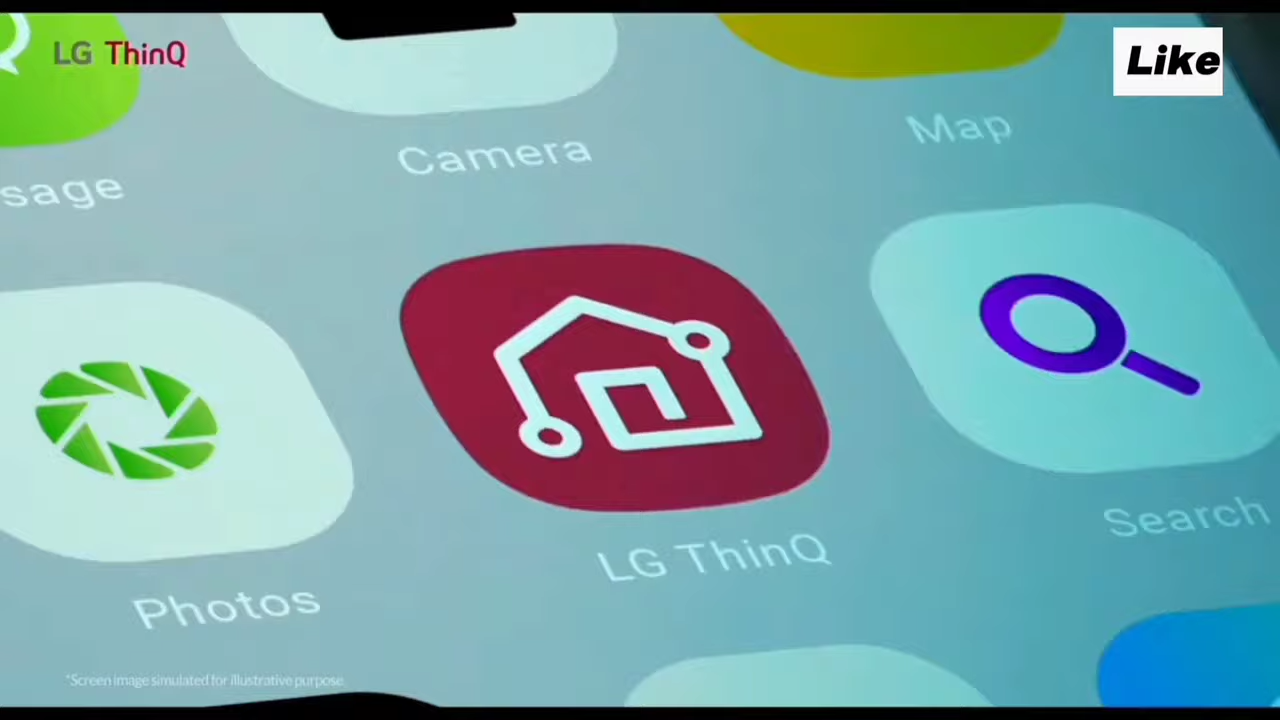 LG ThinQ
Like
Camera
Map
sage
LG ThinQ
Search
Photos
*Screen image simulated for illustrative purpose.